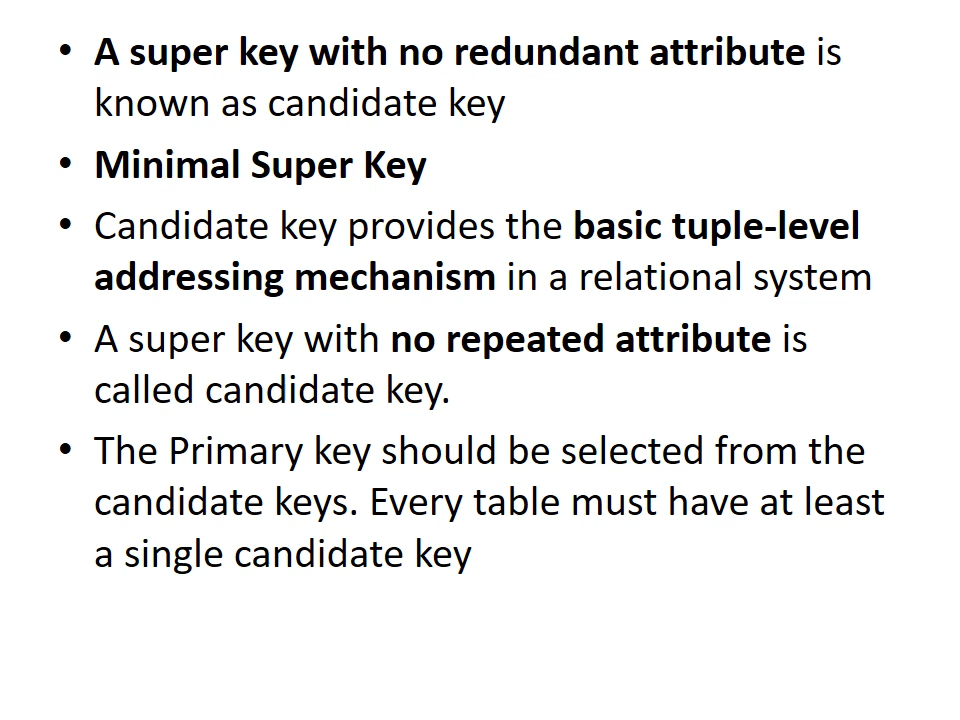 • A super key with no redundant attribute is
known as candidate key
• Minimal Super Key
• Candidate key provides the basic tuple-level
addressing mechanism in a relational system
• A super key with no repeated attribute is
called candidate key.
• The Primary key should be selected from the
candidate keys. Every table must have at least
a single candidate key